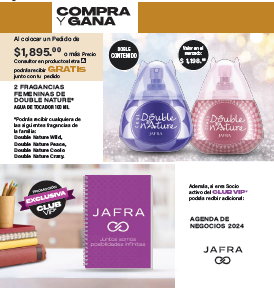 COMPRA
Y GANA
Al colocar un Pedido de
$1,895.00
o más Precio
Consultor en productos letra A
podrás recibir GRATIS
junto con tu pedido
2 FRAGANCIAS
FEMENINAS DE
DOUBLE NATURE*
AGUA DE TOCADOR 110 ML
*Podrás recibir cualquiera de
las siguientes fragancias de
la familia:
Double Nature Wild,
Double Nature Peace,
Double Nature Coolo
Double Nature Crazy.
DOBLE
CONTENIDO
Valor en el
mercado:
$1,198.00
Double
Nature
JAFRA
Double
Nature
JAFRA
PROMOCIÓN
EXCLUSIVA
CLUB
VIP
JAFRA
Juntos somos
posibilidades infinitas
Además, si eres Socio
activo del CLUB VIP*
podrás recibir adicional:
AGENDA DE
NEGOCIOS 2024
JAFRA